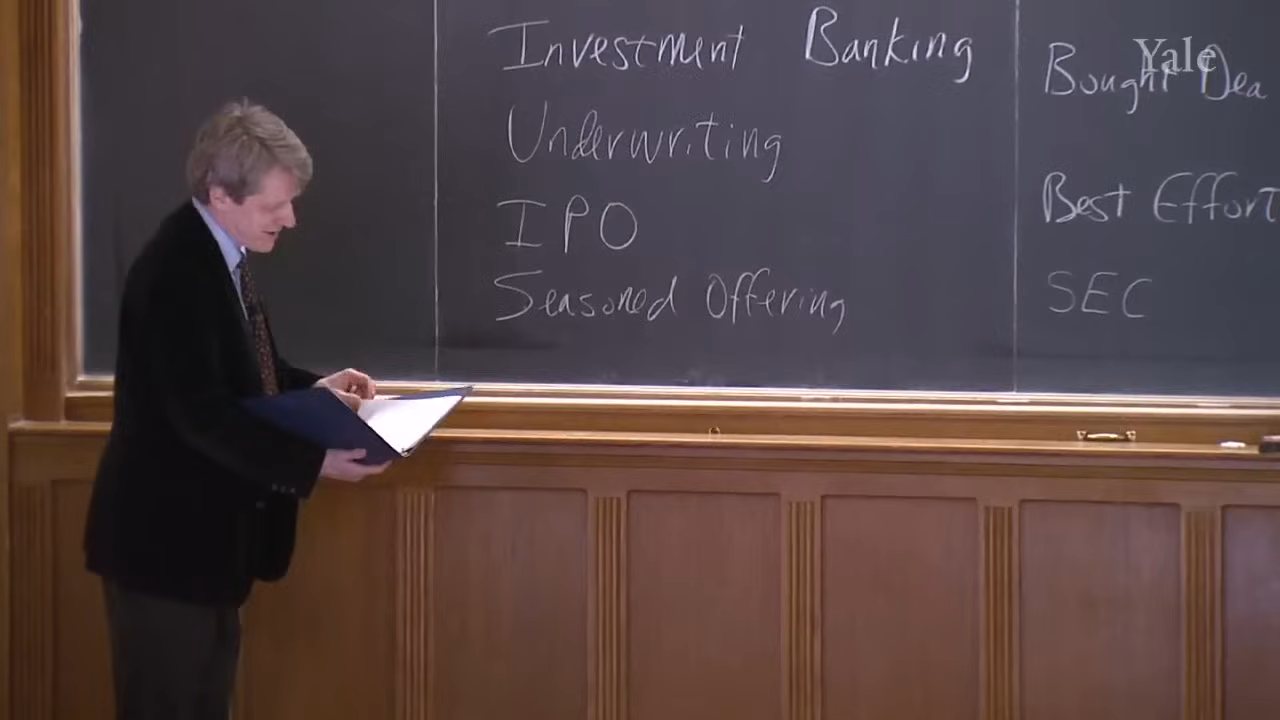 Investment Banking
Underwriting
IPO
Seasoned Offering
Yale
Bought Dea
Best Effort
SEC